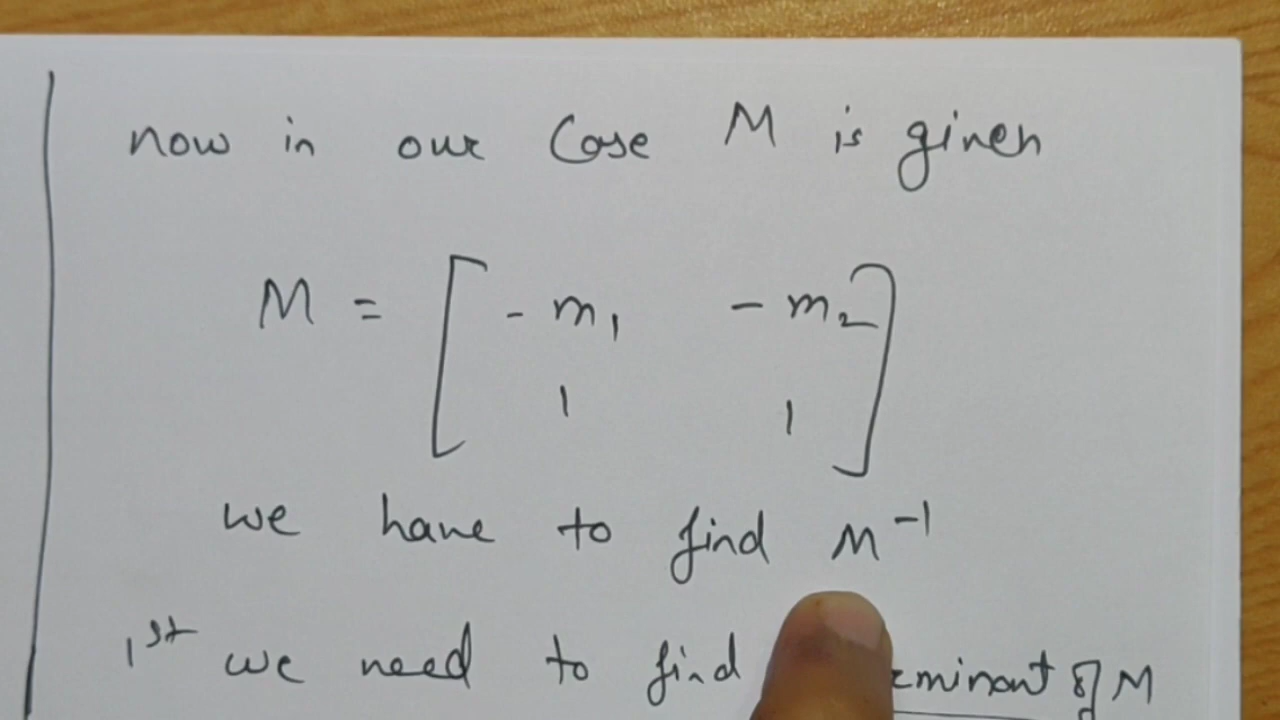 now in our Case M is given
M = [ - m₁ - m₂
1 1 ]
we have to find M⁻¹
1st we need to find of M